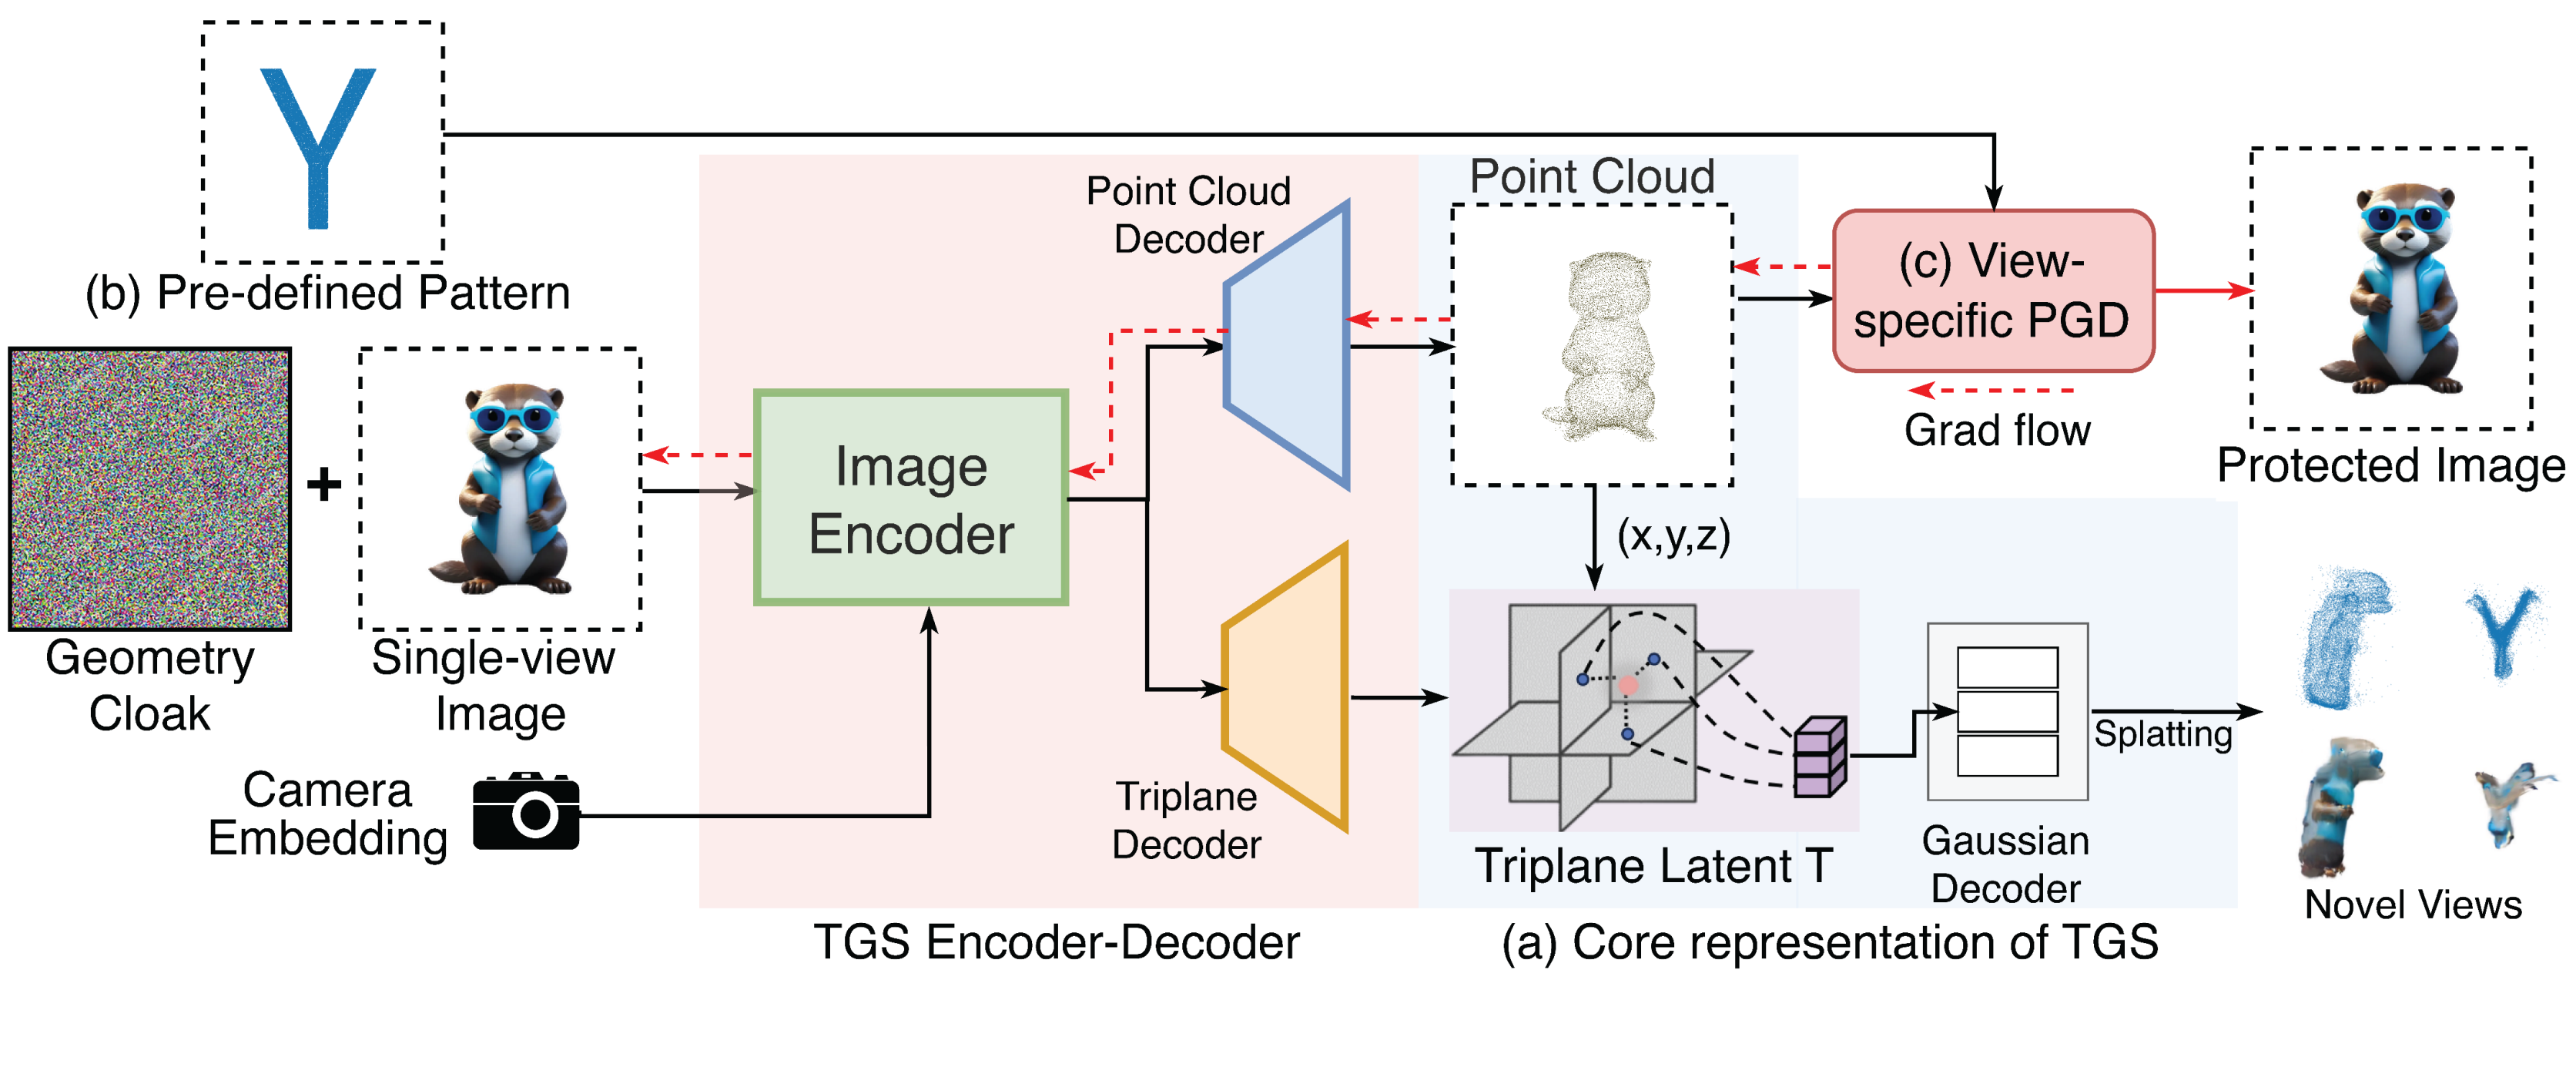 Y
(b) Pre-defined Pattern
Geometry
Cloak
+
Single-view
Image
Camera
Embedding
Image
Encoder
Point Cloud
Decoder
Triplane
Decoder
TGS Encoder-Decoder
Point Cloud
(x,y,z)
Triplane Latent T
(a) Core representation of TGS
(c) View-
specific PGD
Grad flow
Protected Image
Gaussian
Decoder
Splatting
Y
Novel Views